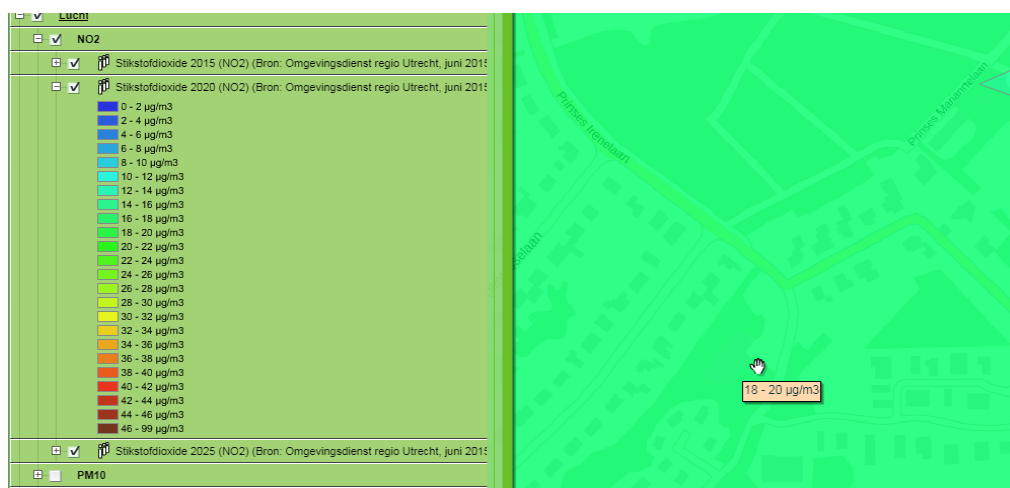 Lucht
NO2
Stikstofdioxide 2015 (NO2) (Bron: Omgevingsdienst regio Utrecht, juni 2015
Stikstofdioxide 2020 (NO2) (Bron: Omgevingsdienst regio Utrecht, juni 2015
0 - 2 µg/m3
2 - 4 µg/m3
4 - 6 µg/m3
6 - 8 µg/m3
8 - 10 µg/m3
10 - 12 µg/m3
12 - 14 µg/m3
14 - 16 µg/m3
16 - 18 µg/m3
18 - 20 µg/m3
20 - 22 µg/m3
22 - 24 µg/m3
24 - 26 µg/m3
26 - 28 µg/m3
28 - 30 µg/m3
30 - 32 µg/m3
32 - 34 µg/m3
34 - 36 µg/m3
36 - 38 µg/m3
38 - 40 µg/m3
40 - 42 µg/m3
42 - 44 µg/m3
44 - 46 µg/m3
46 - 99 µg/m3
Stikstofdioxide 2025 (NO2) (Bron: Omgevingsdienst regio Utrecht, juni 2015
PM10
Prinses Irenelaan
Prinses Mariannelaan
18 - 20 µg/m3